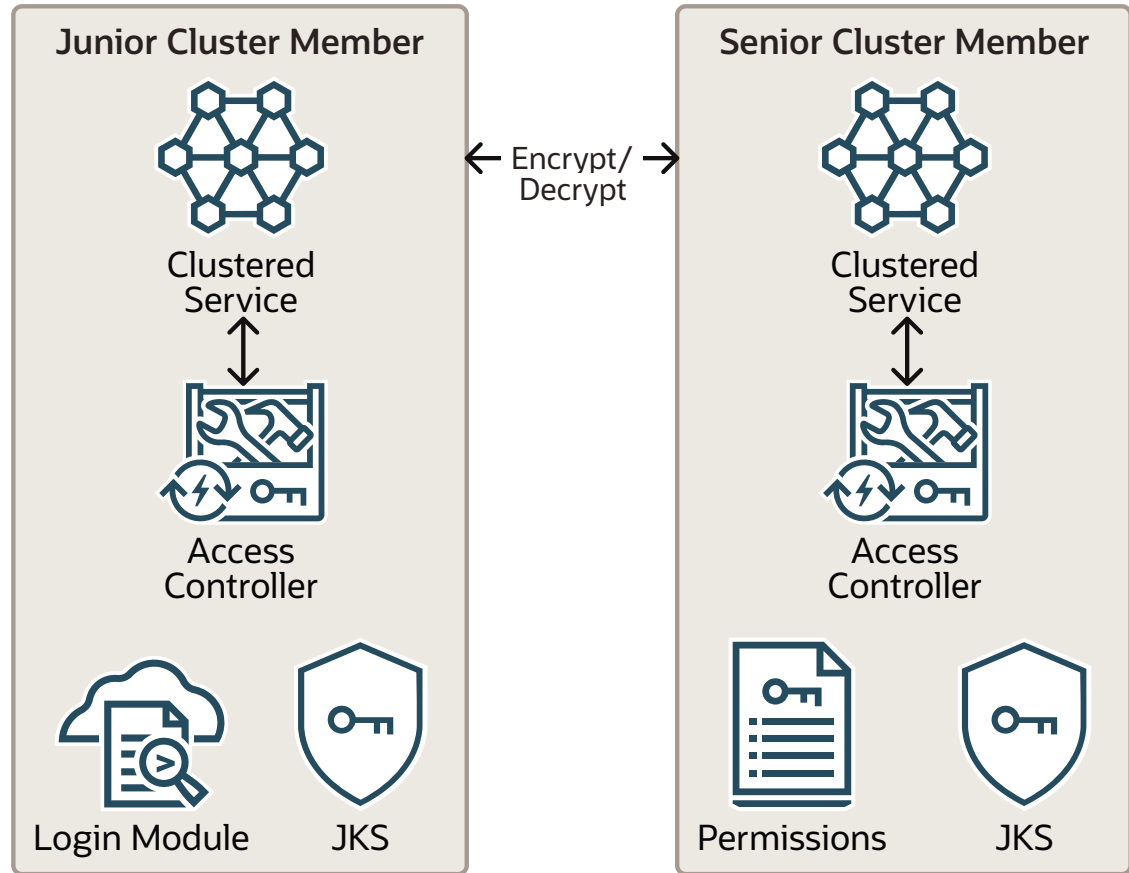 Junior Cluster Member
Clustered
Service
Access
Controller
Login Module
JKS
Encrypt/
Decrypt
Senior Cluster Member
Clustered
Service
Access
Controller
Permissions
JKS